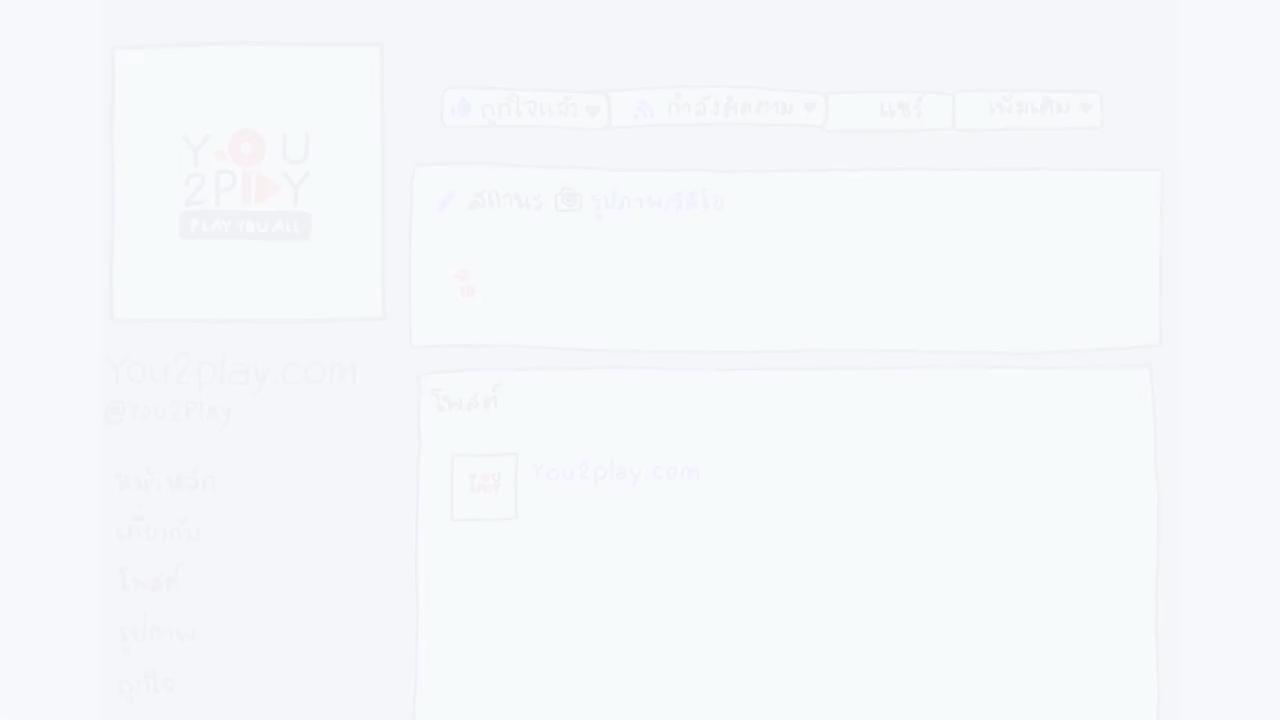 YOU
2PLAY
PLAY YOU ALL
ถูกใจแล้ว
กำลังติดตาม
แชร์
เพิ่มเติม
สถานะ
รูปภาพ/วิดีโอ
You2play.com
@You2Play
โพสต์
You2play.com
หน้าหลัก
เกี่ยวกับ
โพสต์
รูปภาพ
ถูกใจ